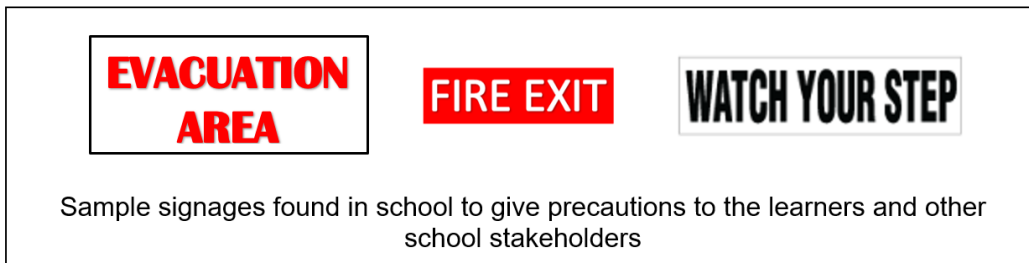 EVACUATION
AREA
FIRE EXIT
WATCH YOUR STEP
Sample signages found in school to give precautions to the learners and other
school stakeholders